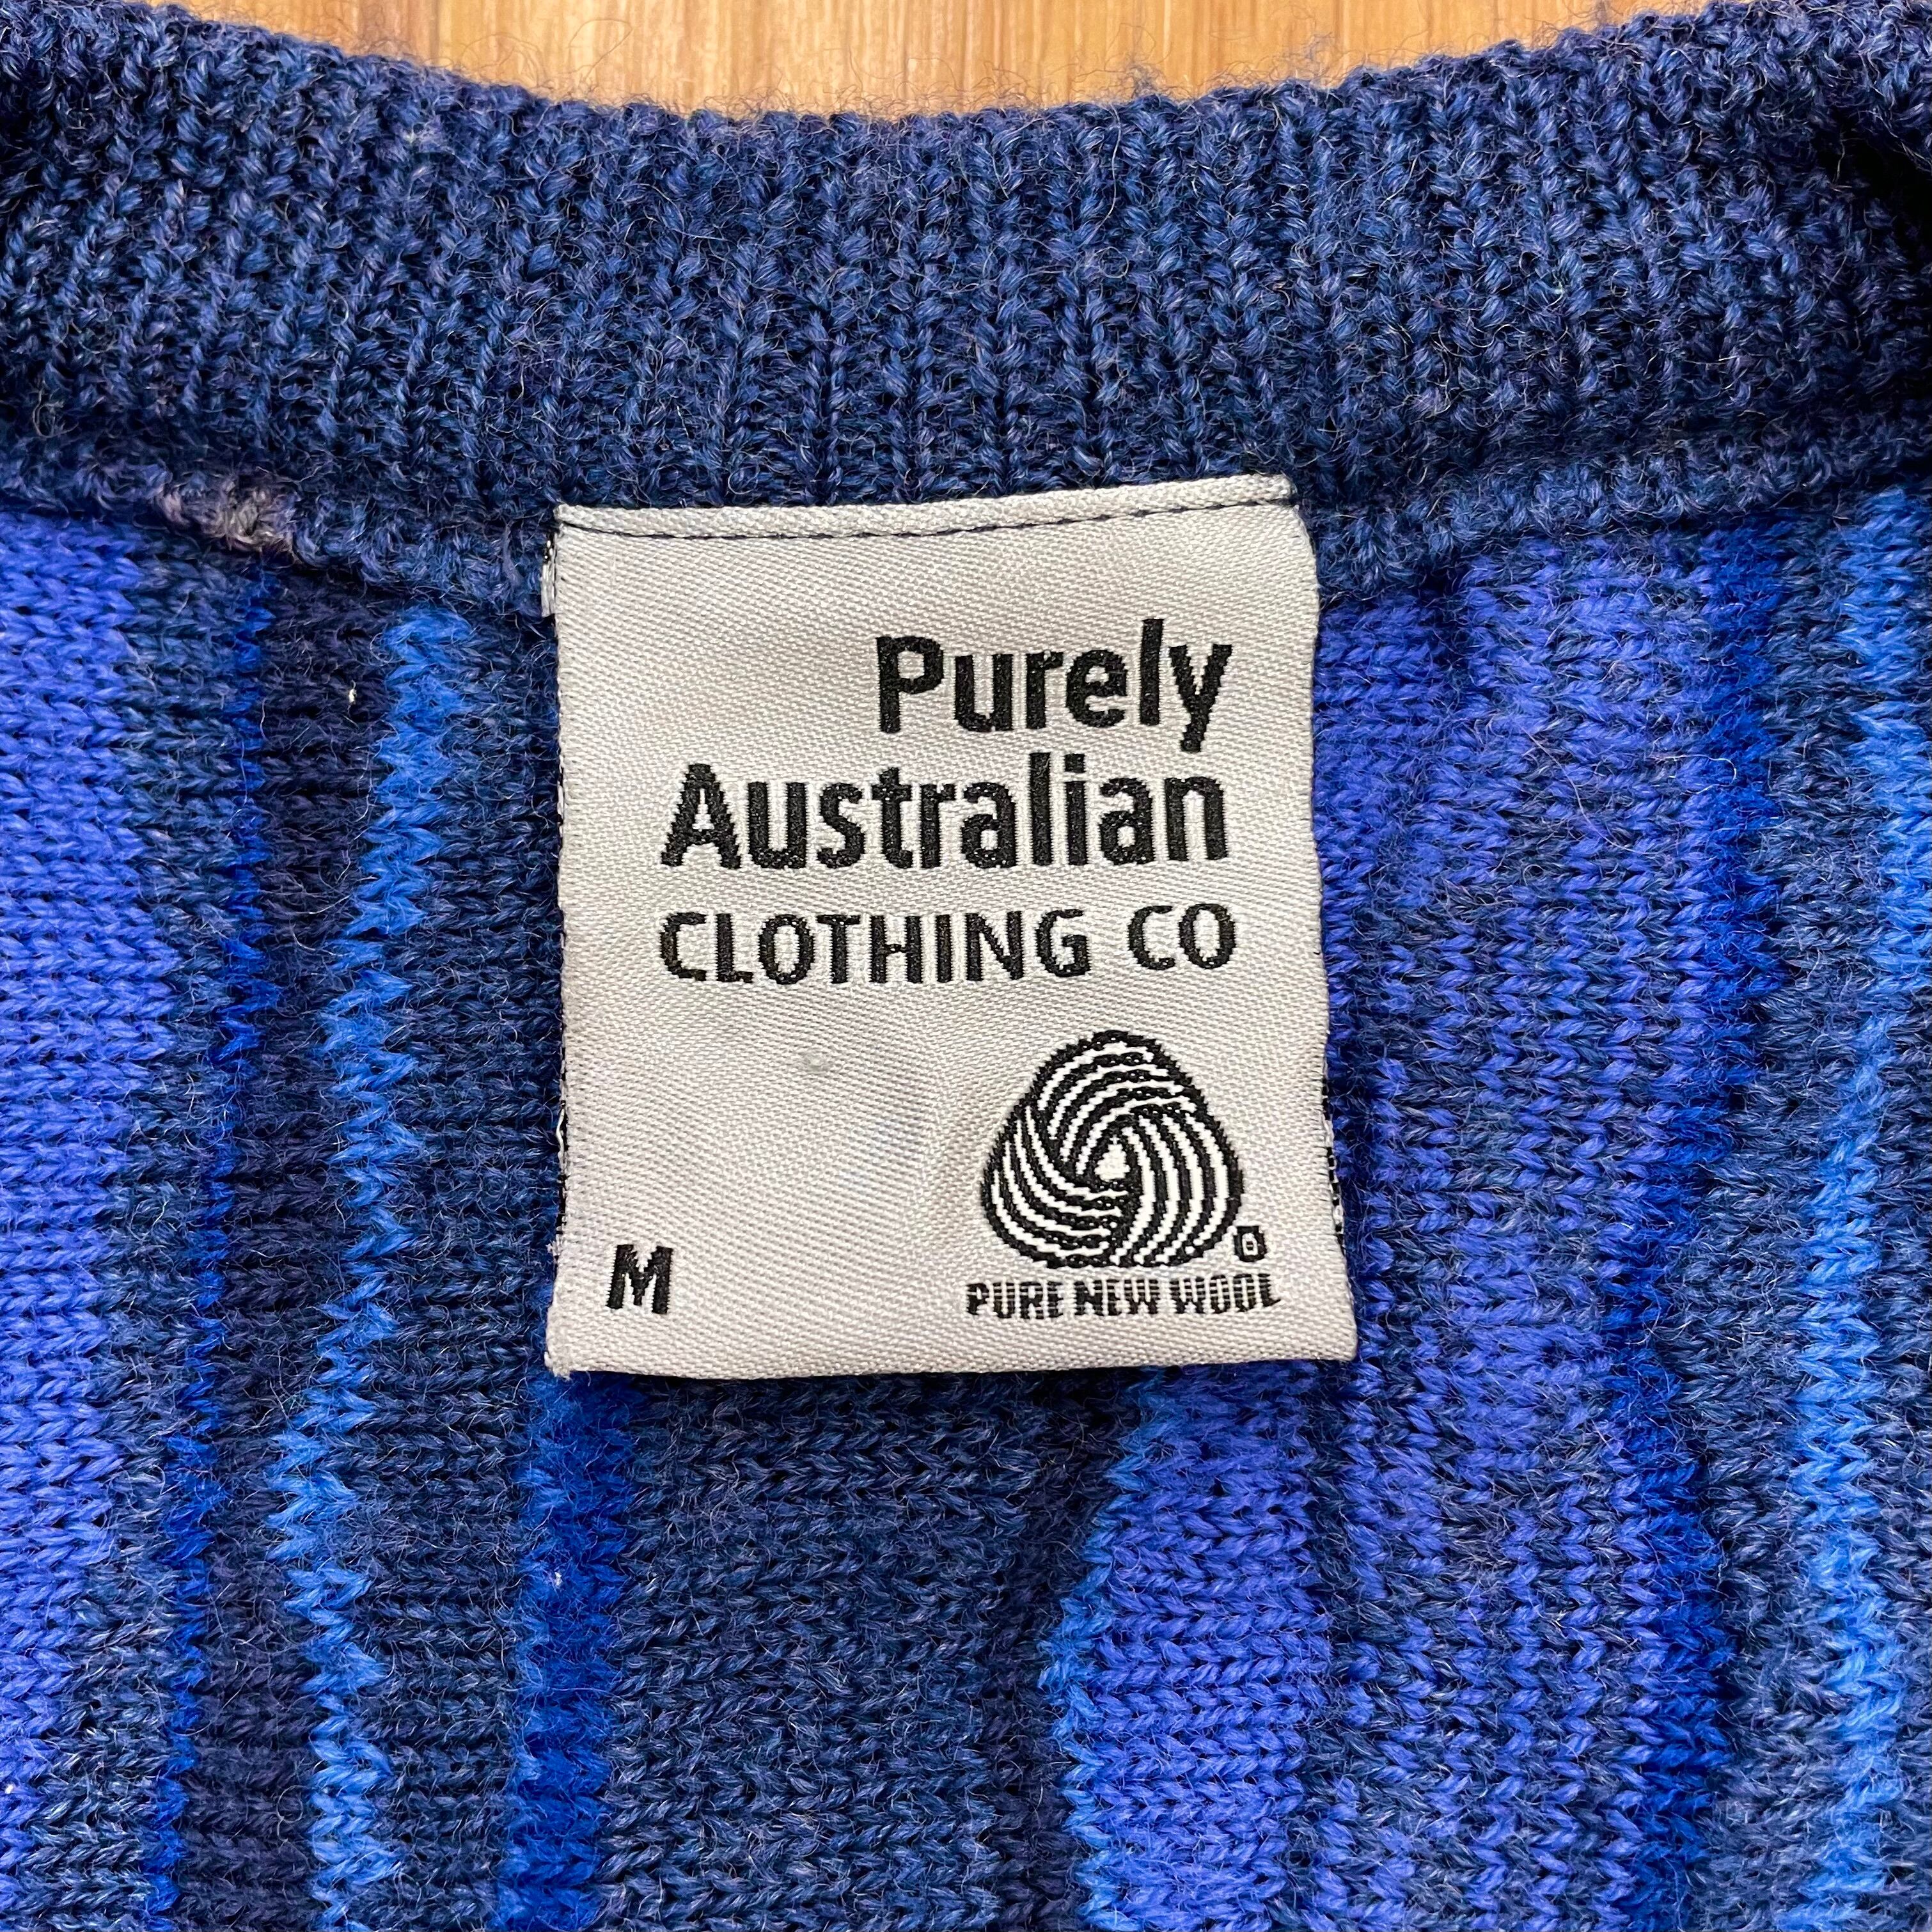 Purely
Australian
CLOTHING CO
M
PURE NEW WOOL